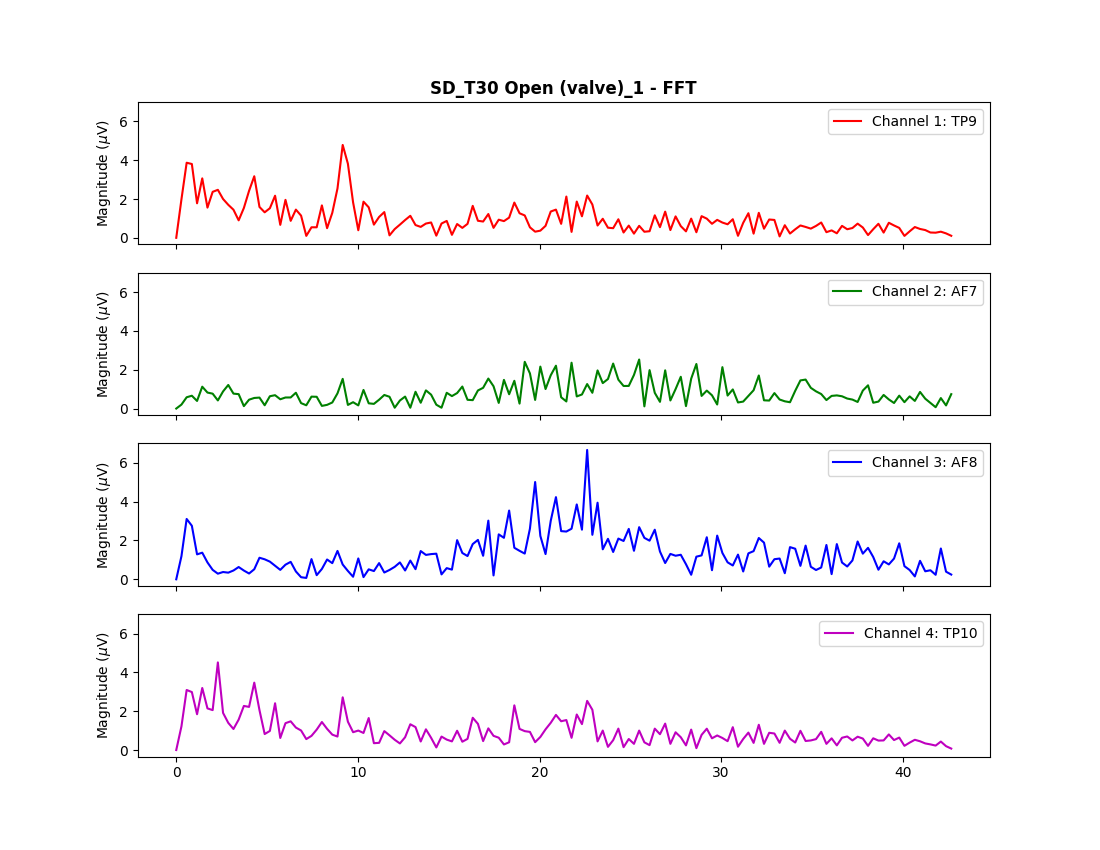 SD_T30 Open (valve)_1 - FFT
Magnitude (μV)
6
4
2
0
Channel 1: TP9
Magnitude (μV)
6
4
2
0
Channel 2: AF7
Magnitude (μV)
6
4
2
0
Channel 3: AF8
Magnitude (μV)
6
4
2
0
Channel 4: TP10
0 10 20 30 40